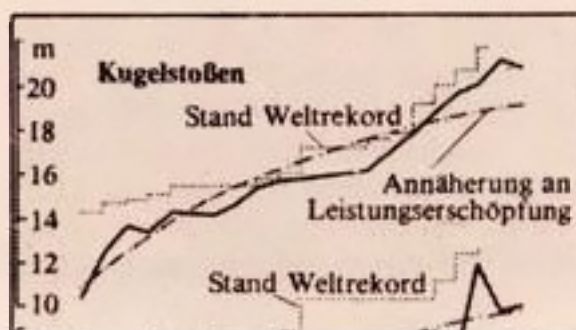 m
Kugelstoßen
20
Stand Weltrekord
18
16
Annäherung an
Leistungserschöpfung
14
12
Stand Weltrekord
10